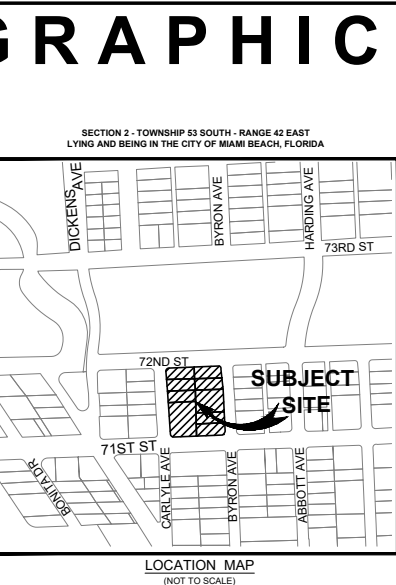 GRAPHIC
SECTION 2 - TOWNSHIP 53 SOUTH - RANGE 42 EAST
LYING AND BEING IN THE CITY OF MIAMI BEACH, FLORIDA
DICKENS AVE
BYRON AVE
HARDING AVE
73RD ST
72ND ST
SUBJECT
SITE
71ST ST
BONITA DR
CARLYLE AVE
BYRON AVE
ABBOTT AVE
LOCATION MAP
(NOT TO SCALE)